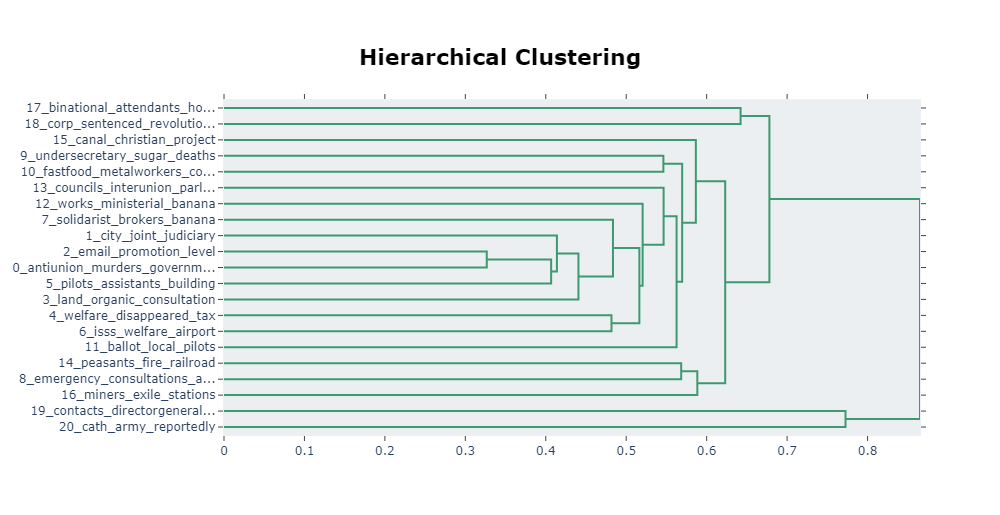 Hierarchical Clustering
17_binational_attendants_ho...
18_corp_sentenced_revolutio...
15_canal_christian_project
9_undersecretary_sugar_deaths
10_fastfood_metalworkers_co...
13_councils_interunion_parl...
12_works_ministerial_banana
7_solidarist_brokers_banana
1_city_joint_judiciary
2_email_promotion_level
0_antiunion_murders_governm...
5_pilots_assistants_building
3_land_organic_consultation
4_welfare_disappeared_tax
6_isss_welfare_airport
11_ballot_local_pilots
14_peasants_fire_railroad
8_emergency_consultations_a...
16_miners_exile_stations
19_contacts_directorgeneral...
20_cath_army_reportedly
0 0.1 0.2 0.3 0.4 0.5 0.6 0.7 0.8